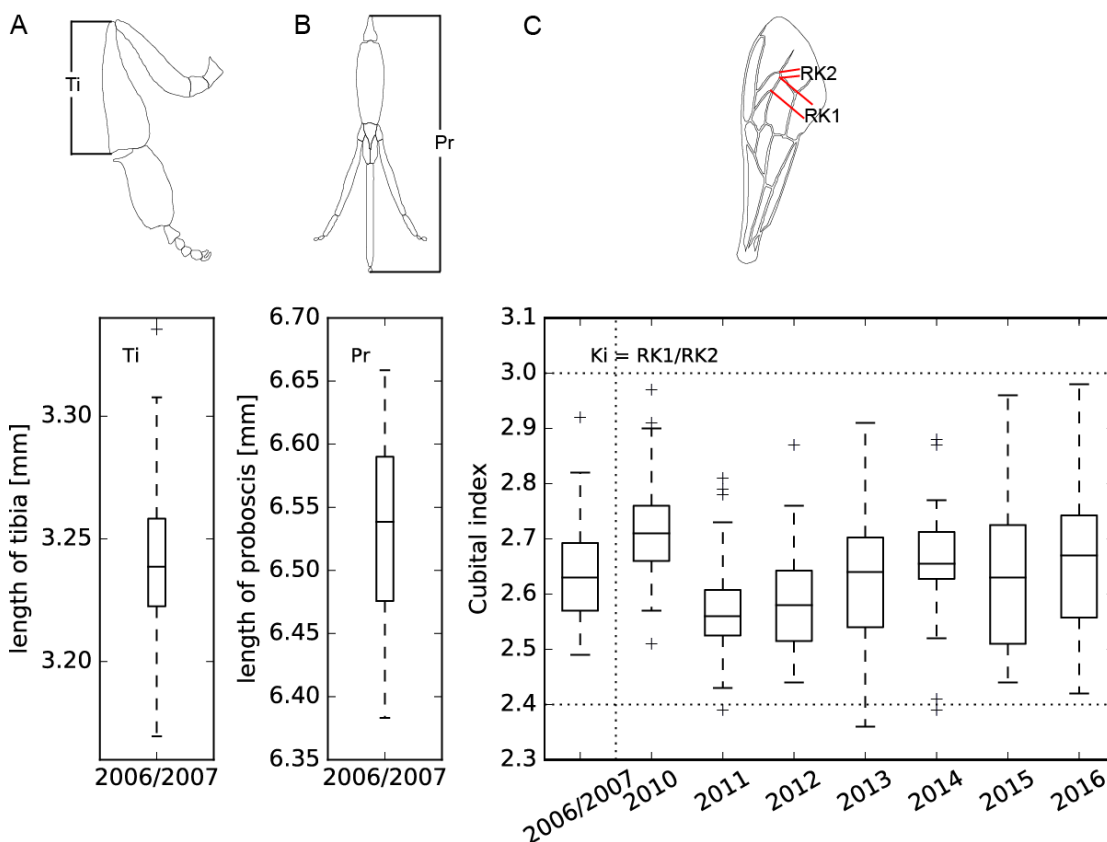 A
B
C
Ti
Pr
RK2
RK1
length of tibia [mm]
3.30
3.25
3.20
Ti
2006/2007
length of proboscis [mm]
6.70
6.65
6.60
6.55
6.50
6.45
6.40
6.35
Pr
2006/2007
Cubital index
3.1
3.0
2.9
2.8
2.7
2.6
2.5
2.4
2.3
Ki = RK1/RK2
2006/2007
2010
2011
2012
2013
2014
2015
2016